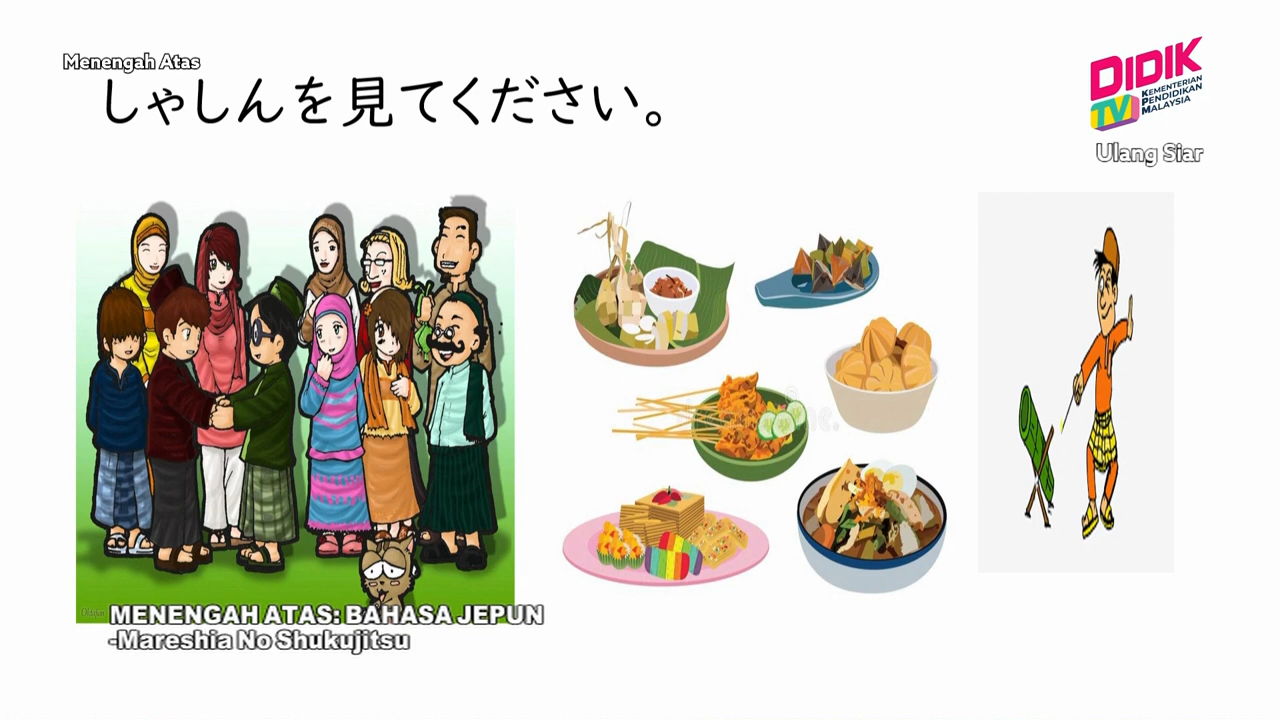 Menengah Atas
しゃしんを見てください。
DIDIK
TV
KEMENTERIAN
PENDIDIKAN
MALAYSIA
Ulang Siar
MENENGAH ATAS: BAHASA JEPUN
-Mareshia No Shukujitsu